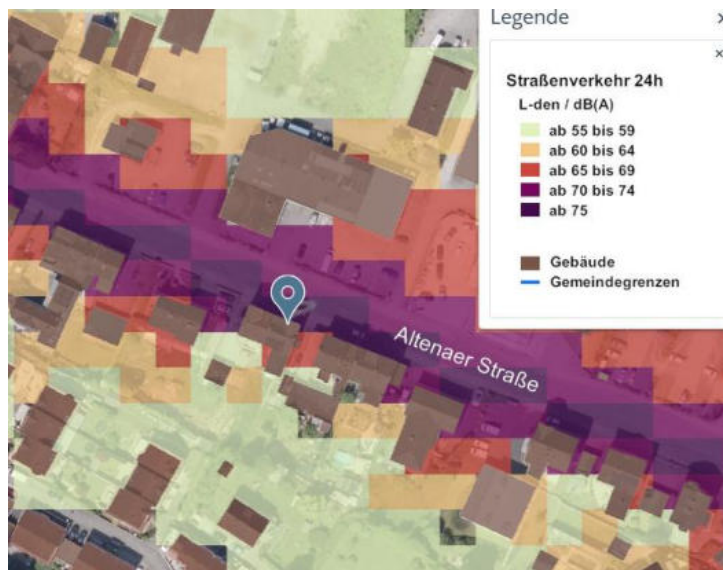 Legende
×
×
Straßenverkehr 24h
L-den / dB(A)
ab 55 bis 59
ab 60 bis 64
ab 65 bis 69
ab 70 bis 74
ab 75
Gebäude
Gemeindegrenzen
Altenaer Straße